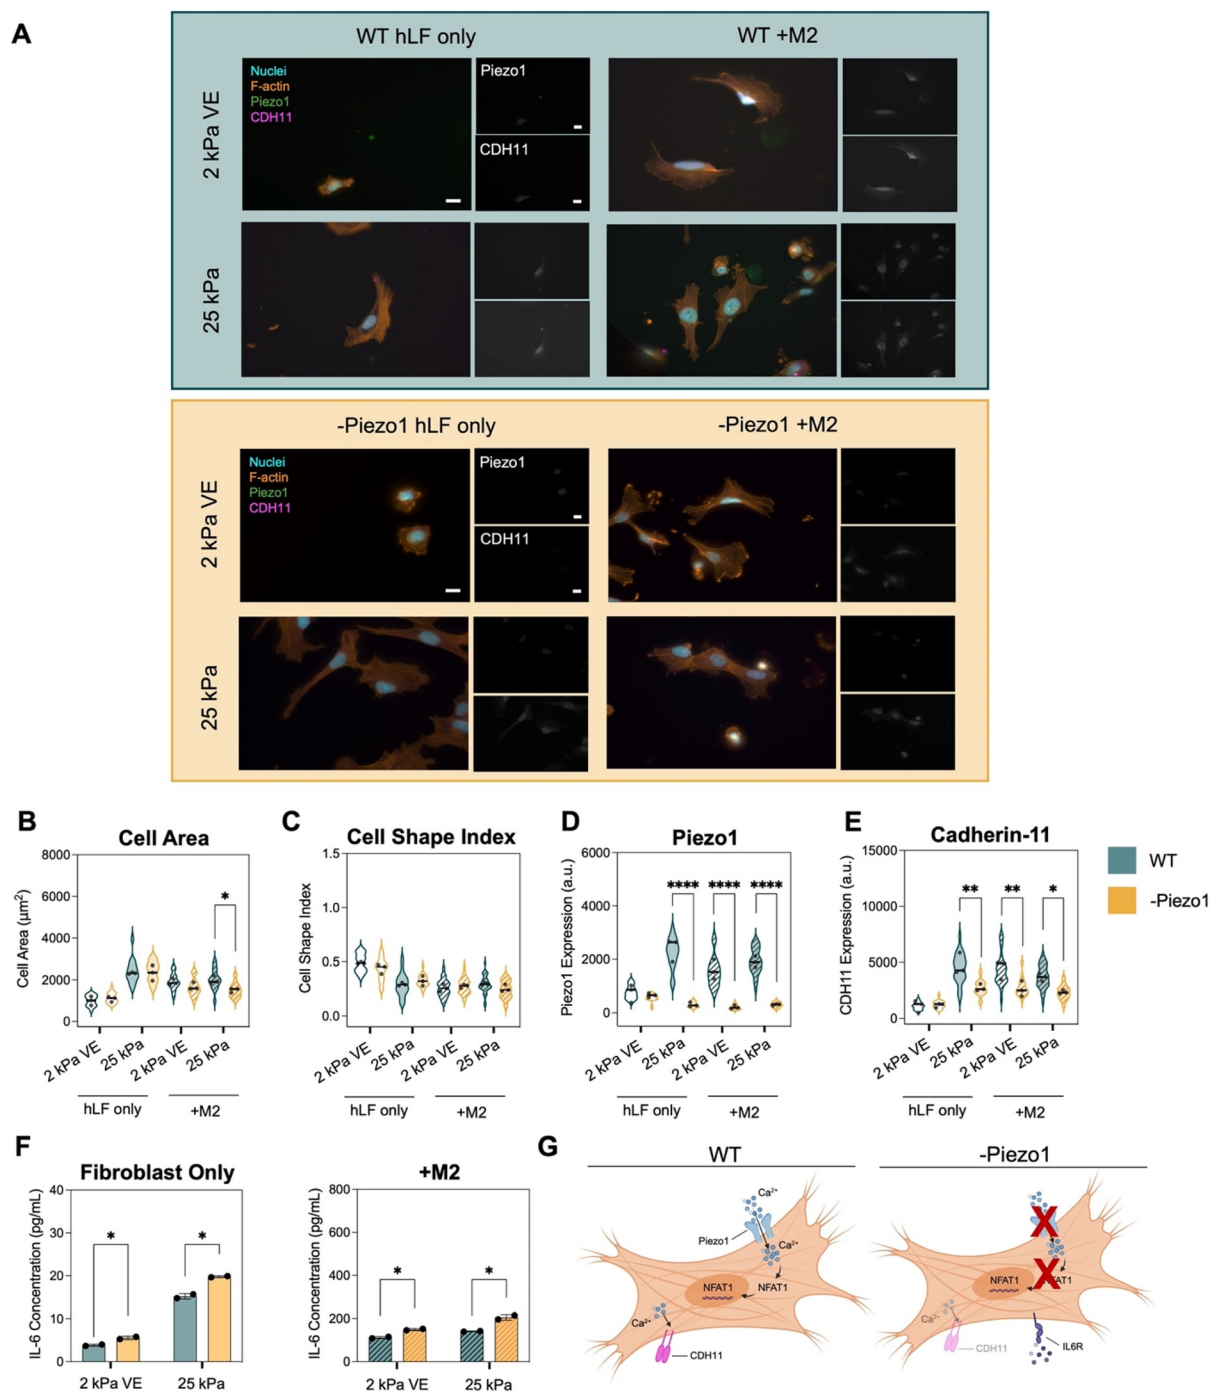 A
WT hLF only
WT +M2
2 kPa VE
Nuclei
F-actin
Piezo1
CDH11
Piezo1
CDH11
25 kPa
-Piezo1 hLF only
-Piezo1 +M2
2 kPa VE
Nuclei
F-actin
Piezo1
CDH11
Piezo1
CDH11
25 kPa
B
Cell Area
Cell Area (µm²)
8000
6000
4000
2000
0
*
2 kPa VE
25 kPa
2 kPa VE
25 kPa
hLF only
+M2
C
Cell Shape Index
Cell Shape Index
1.5
1.0
0.5
0.0
2 kPa VE
25 kPa
2 kPa VE
25 kPa
hLF only
+M2
D
Piezo1
Piezo1 Expression (a.u.)
6000
4000
2000
0
**** **** ****
2 kPa VE
25 kPa
2 kPa VE
25 kPa
hLF only
+M2
E
Cadherin-11
CDH11 Expression (a.u.)
15000
10000
5000
0
** ** *
2 kPa VE
25 kPa
2 kPa VE
25 kPa
hLF only
+M2
WT
-Piezo1
F
Fibroblast Only
IL-6 Concentration (pg/mL)
40
30
20
10
0
* *
2 kPa VE
25 kPa
+M2
IL-6 Concentration (pg/mL)
800
600
400
200
0
* *
2 kPa VE
25 kPa
G
WT
Ca²⁺
Piezo1
Ca²⁺
NFAT1
NFAT1
Ca²⁺
CDH11
-Piezo1
X
X
NFAT1
AT1
Ca²⁺
CDH11
IL6R